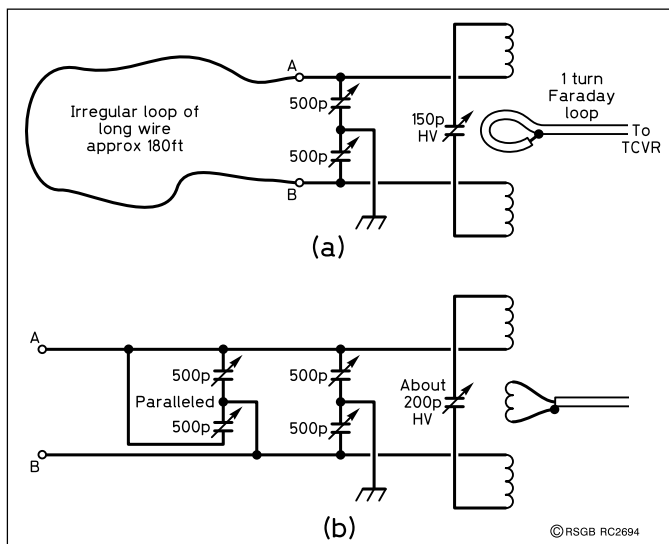 A
500p
500p
B
Irregular loop of
long wire
approx 180ft
150p
HV
1 turn
Faraday
loop
To
TCVR
(a)
A
500p
Paralleled
500p
500p
500p
B
About
200p
HV
(b)
©RSGB RC2694